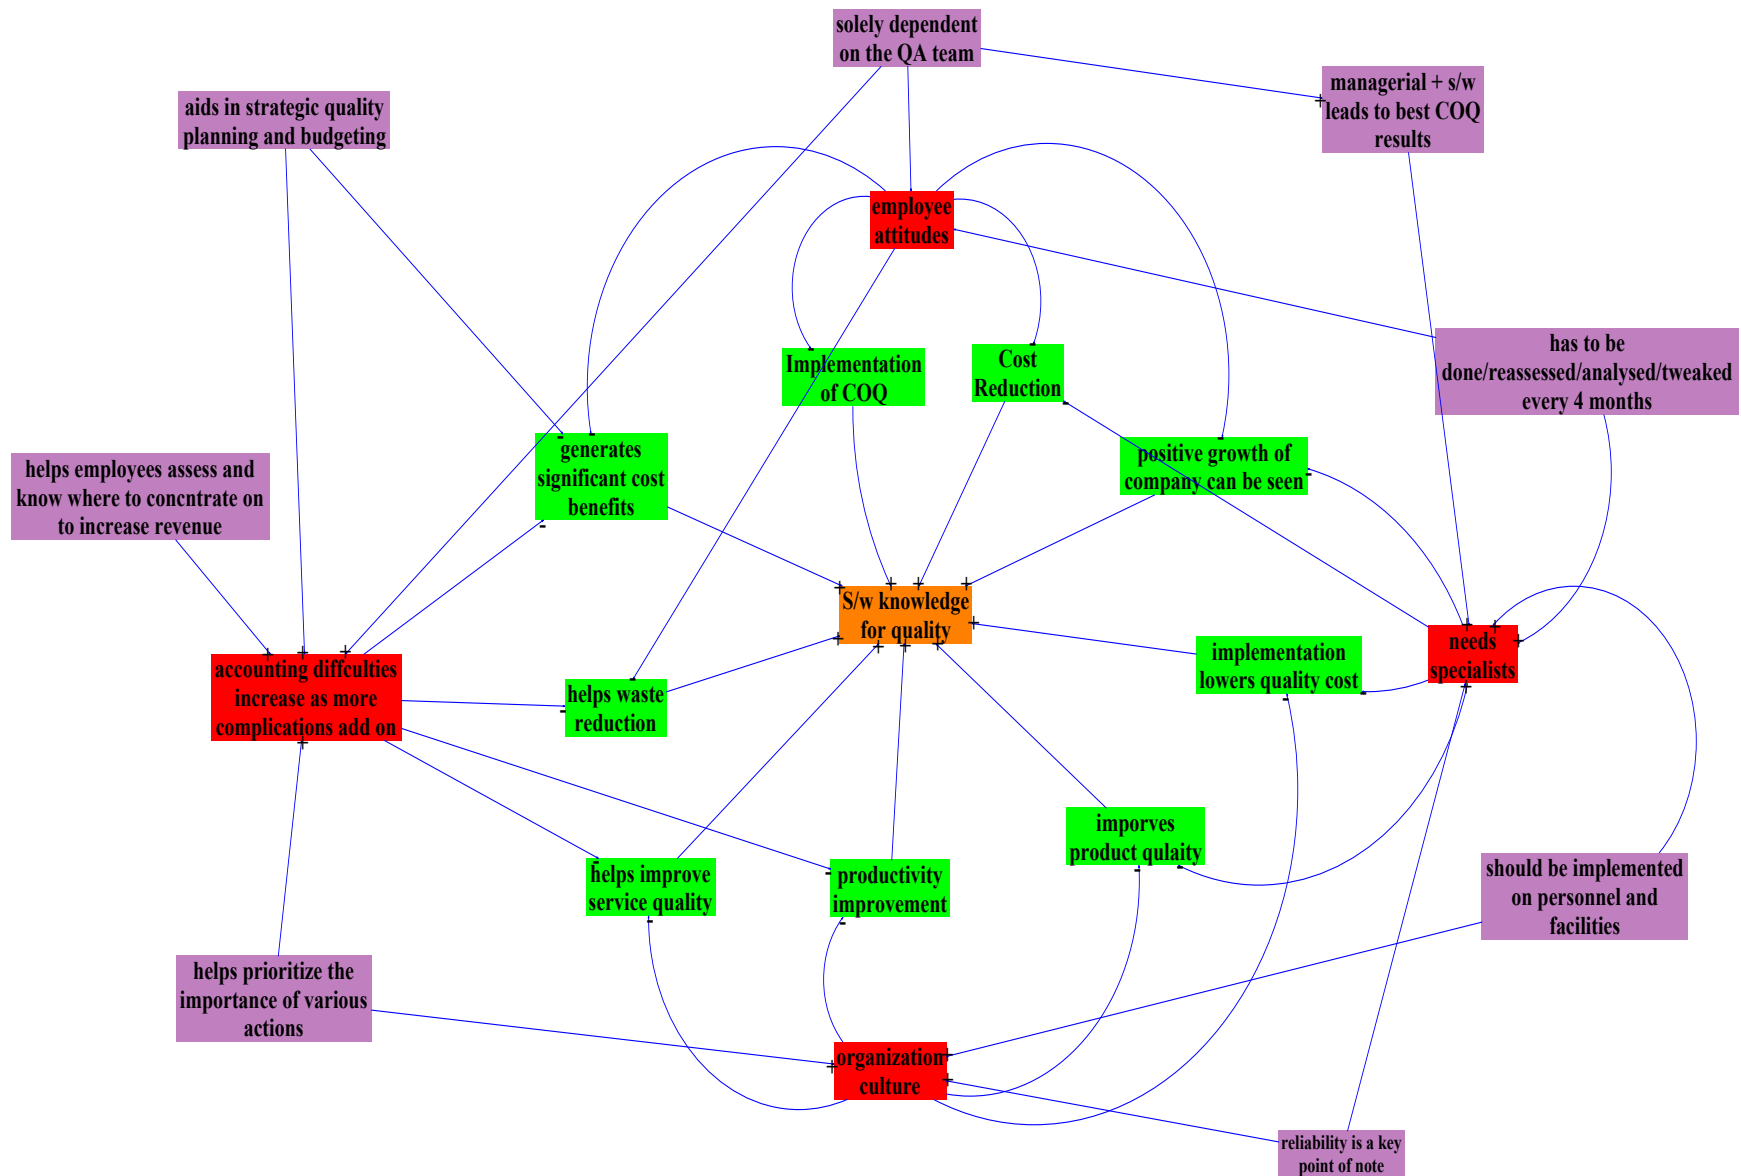 solely dependent
on the QA team
managerial + s/w
leads to best COQ
results
aids in strategic quality
planning and budgeting
employee
attitudes
has to be
done/reassessed/analysed/tweaked
every 4 months
Implementation
of COQ
Cost
Reduction
generates
significant cost
benefits
positive growth of
company can be seen
helps employees assess and
know where to concntrate on
to increase revenue
S/w knowledge
for quality
needs
specialists
implementation
lowers quality cost
accounting diffculties
increase as more
complications add on
helps waste
reduction
imporves
product qulaity
helps improve
service quality
productivity
improvement
should be implemented
on personnel and
facilities
helps prioritize the
importance of various
actions
organization
culture
reliability is a key
point of note